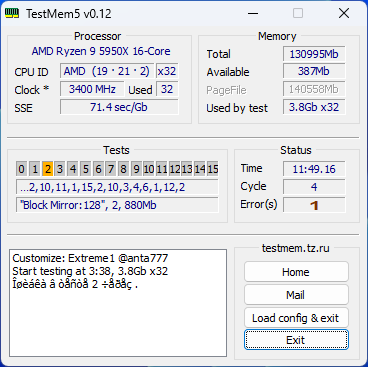 TestMem5 v0.12
Processor
AMD Ryzen 9 5950X 16-Core
CPU ID AMD (19 · 21 · 2) x32
Clock * 3400 MHz Used 32
SSE 71.4 sec/Gb
Memory
Total 130995Mb
Available 387Mb
PageFile 140558Mb
Used by test 3.8Gb x32
Tests
0 1 2 3 4 5 6 7 8 9 10 11 12 13 14 15
...2,10,11,1,15,2,10,3,4,6,1,12,2
"Block Mirror:128", 2, 880Mb
Status
Time 11:49.16
Cycle 4
Error(s) 1
Customize: Extreme1 @anta777
Start testing at 3:38, 3.8Gb x32
Îøèáêà â òåñòå 2 ÷åðåç .
testmem.tz.ru
Home
Mail
Load config & exit
Exit